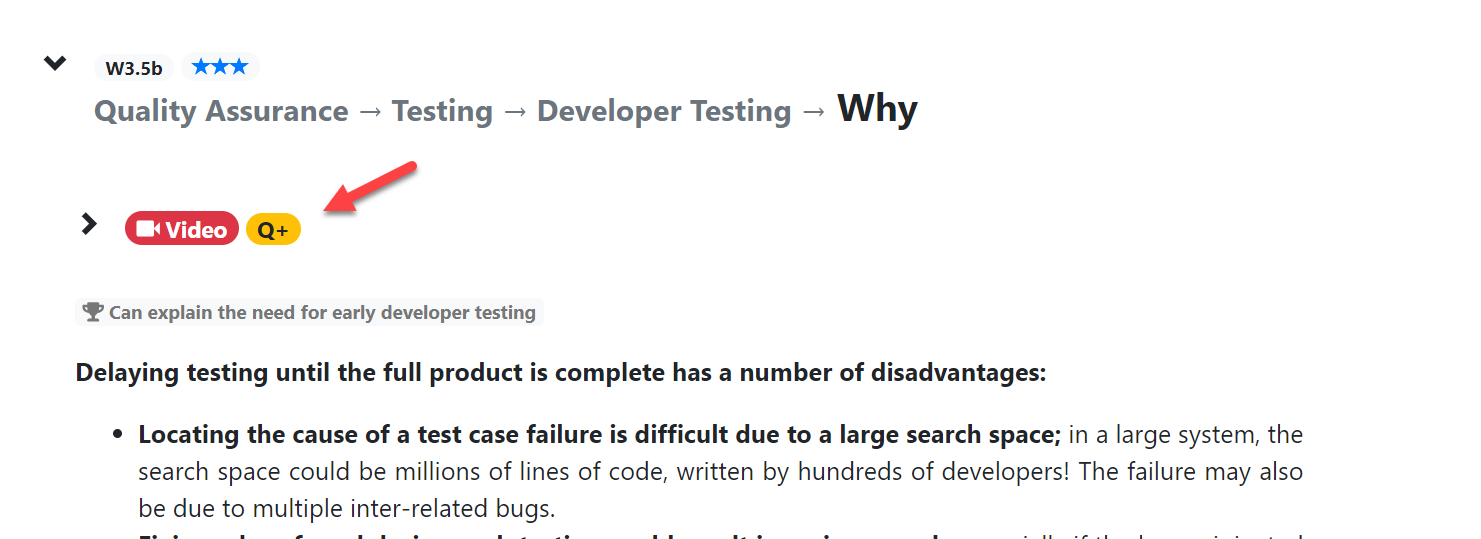 W3.5b ★★★
Quality Assurance → Testing → Developer Testing → Why
Video Q+
Can explain the need for early developer testing
Delaying testing until the full product is complete has a number of disadvantages:
• Locating the cause of a test case failure is difficult due to a large search space; in a large system, the
search space could be millions of lines of code, written by hundreds of developers! The failure may also
be due to multiple inter-related bugs.